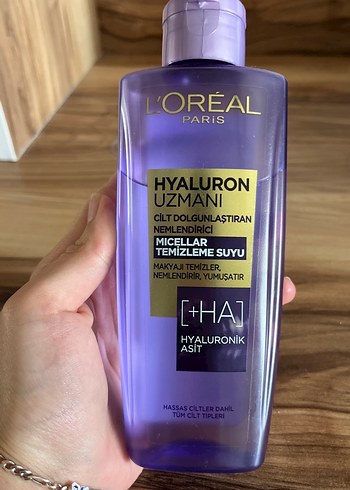 L'ORÉAL
PARIS
HYALURON
UZMANI
CİLT DOLGUNLAŞTIRAN
NEMLENDİRİCİ
MICELLAR
TEMİZLEME SUYU
MAKYAJI TEMİZLER,
NEMLENDİRİR, YUMUŞATIR
[+HA]
HYALURONİK
ASİT
HASSAS CİLTLER DAHİL
TÜM CİLT TİPLERİ